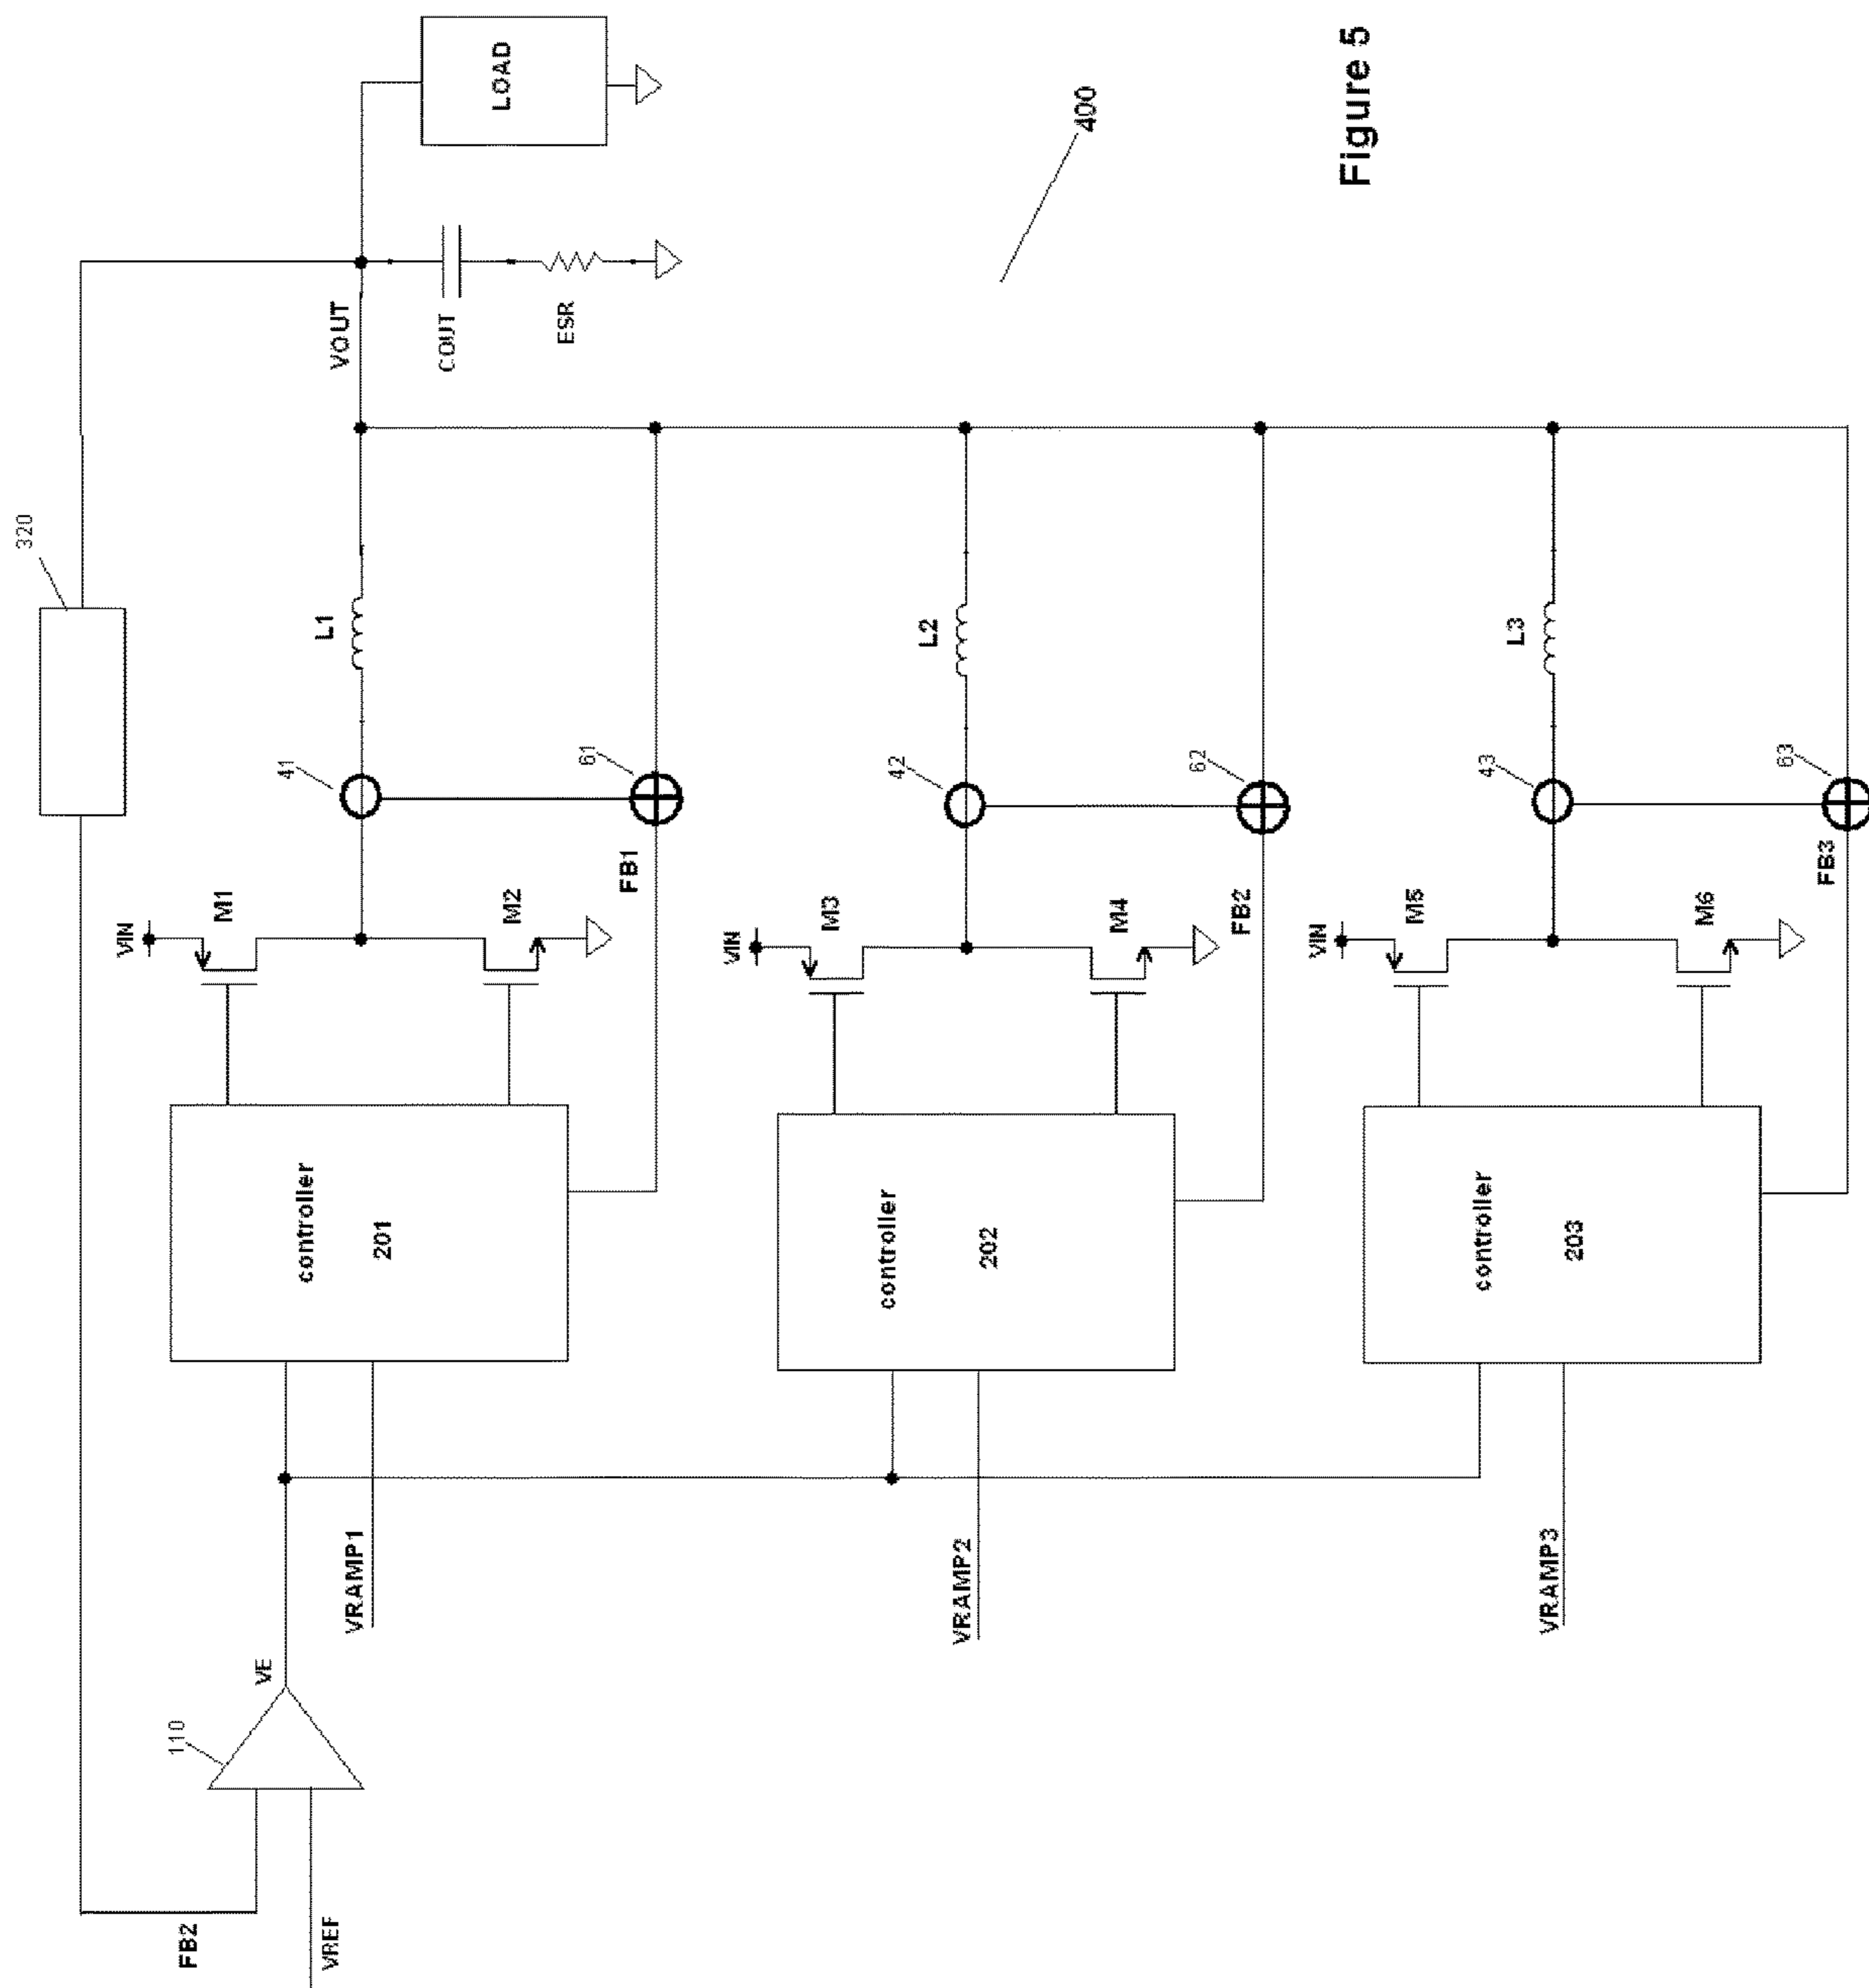 320
VOUT
LOAD
COUT
ESR
L1
41
61
VIN
M1
M2
FB1
controller
201
VE
110
VRAMP1
FB2
VREF
L2
42
62
VIN
M3
M4
FB2
controller
202
VRAMP2
L3
43
63
VIN
M5
M6
FB3
controller
203
VRAMP3
400
Figure 5